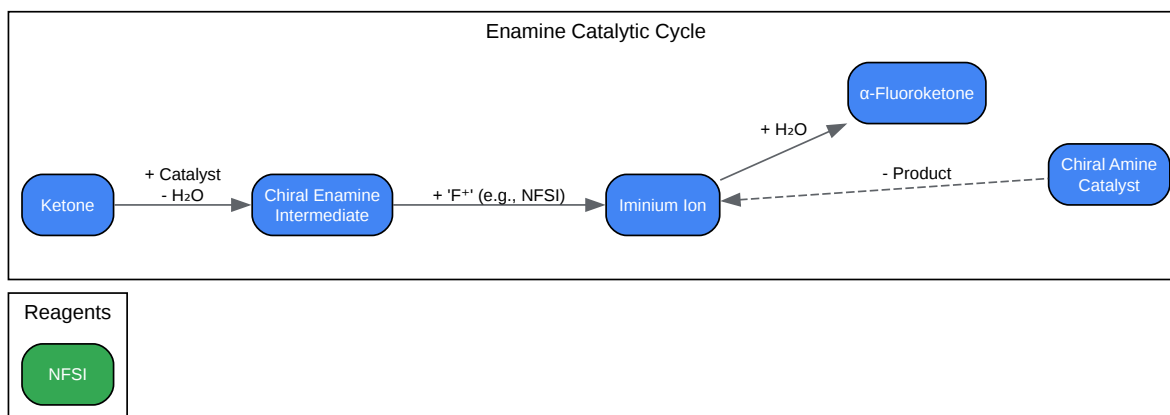 Enamine Catalytic Cycle
α-Fluoroketone
+ H₂O
Chiral Amine
Catalyst
- Product
+ Catalyst
- H₂O
Ketone
Chiral Enamine
Intermediate
+ 'F⁺' (e.g., NFSI)
Iminium Ion
Reagents
NFSI